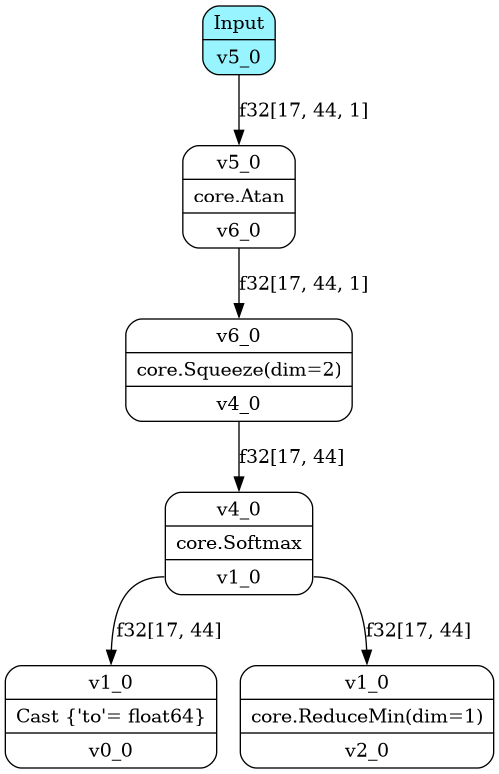 Input
v5_0
f32[17, 44, 1]
v5_0
core.Atan
v6_0
f32[17, 44, 1]
v6_0
core.Squeeze(dim=2)
v4_0
f32[17, 44]
v4_0
core.Softmax
v1_0
f32[17, 44]
f32[17, 44]
v1_0
Cast {'to'= float64}
v0_0
v1_0
core.ReduceMin(dim=1)
v2_0